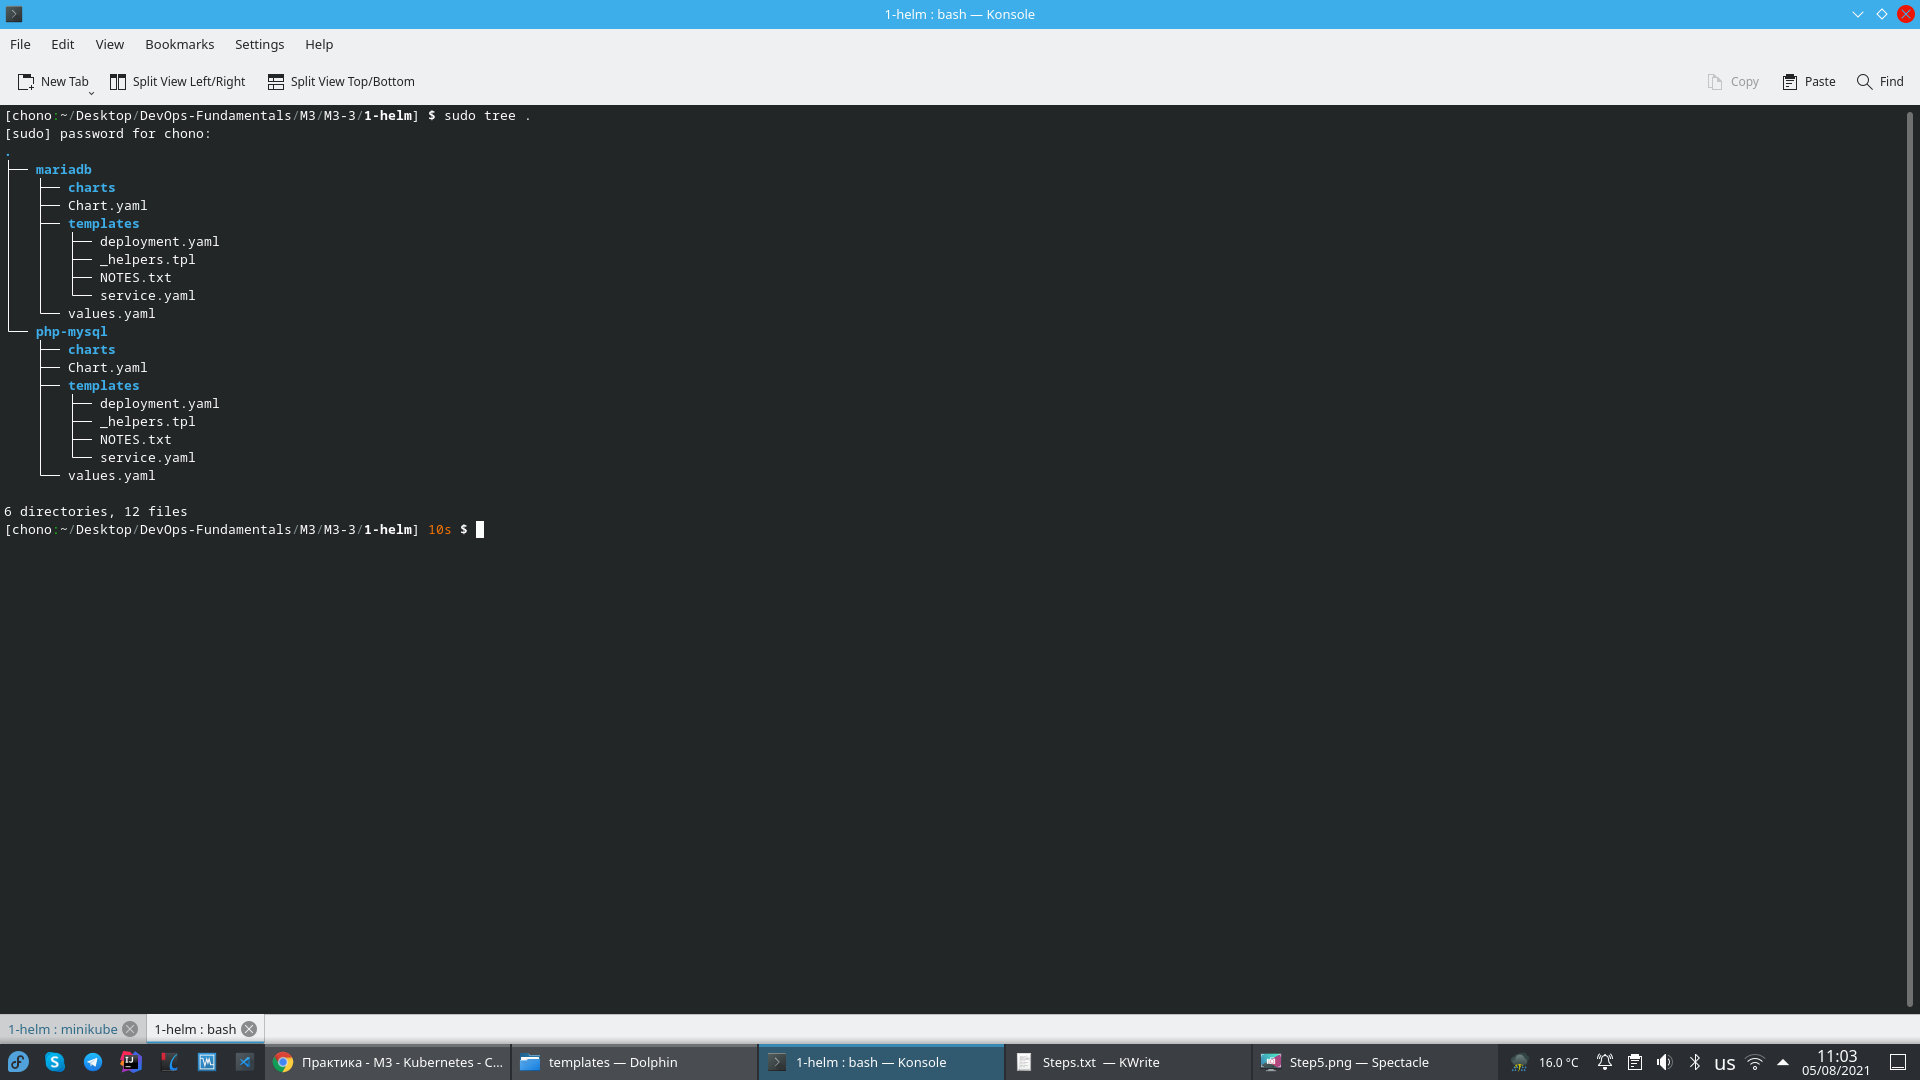 1-helm : bash — Konsole
File Edit View Bookmarks Settings Help
New Tab Split View Left/Right Split View Top/Bottom Copy Paste Find
[chono:~/Desktop/DevOps-Fundamentals/M3/M3-3/1-helm] $ sudo tree .
[sudo] password for chono:
.
├── mariadb
│   ├── charts
│   ├── Chart.yaml
│   ├── templates
│   │   ├── deployment.yaml
│   │   ├── _helpers.tpl
│   │   ├── NOTES.txt
│   │   └── service.yaml
│   └── values.yaml
└── php-mysql
    ├── charts
    ├── Chart.yaml
    ├── templates
    │   ├── deployment.yaml
    │   ├── _helpers.tpl
    │   ├── NOTES.txt
    │   └── service.yaml
    └── values.yaml
6 directories, 12 files
[chono:~/Desktop/DevOps-Fundamentals/M3/M3-3/1-helm] 10s $
1-helm : minikube 1-helm : bash
Практика - M3 - Kubernetes - C... templates — Dolphin 1-helm : bash — Konsole Steps.txt — KWrite Step5.png — Spectacle 16.0 °C us 11:03
05/08/2021